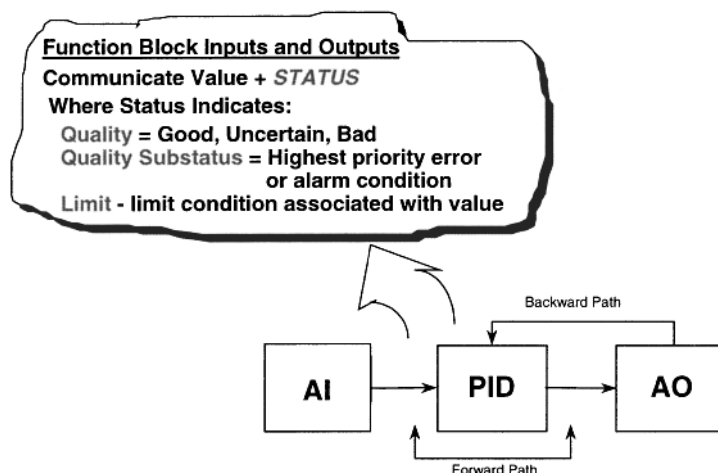 Function Block Inputs and Outputs
Communicate Value + STATUS
Where Status Indicates:
Quality = Good, Uncertain, Bad
Quality Substatus = Highest priority error
or alarm condition
Limit - limit condition associated with value
Backward Path
AI
PID
AO
Forward Path